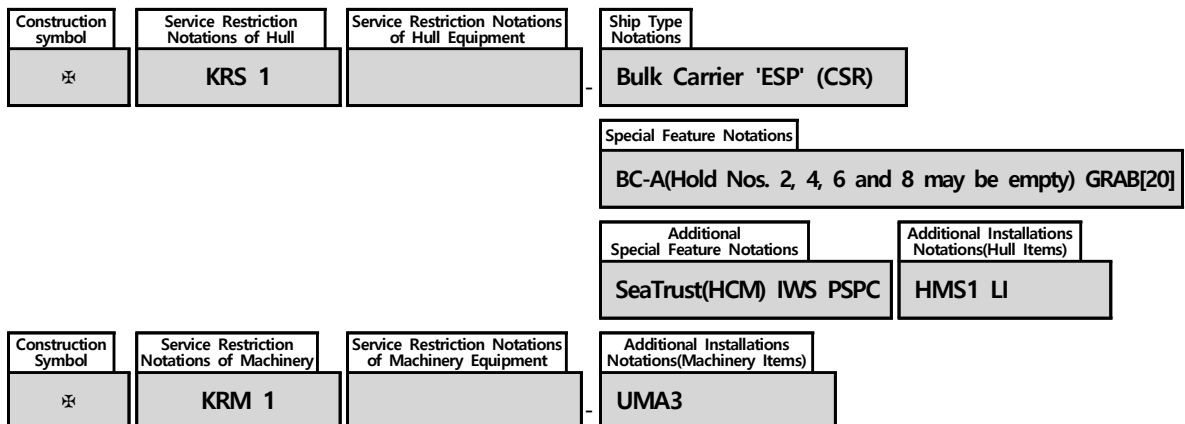 Construction symbol
Service Restriction Notations of Hull
Service Restriction Notations of Hull Equipment
Ship Type Notations
✠
KRS 1
-
Bulk Carrier 'ESP' (CSR)
Special Feature Notations
BC-A(Hold Nos. 2, 4, 6 and 8 may be empty) GRAB[20]
Additional Special Feature Notations
Additional Installations Notations(Hull Items)
SeaTrust(HCM) IWS PSPC
HMS1 LI
Construction Symbol
Service Restriction Notations of Machinery
Service Restriction Notations of Machinery Equipment
Additional Installations Notations(Machinery Items)
✠
KRM 1
-
UMA3